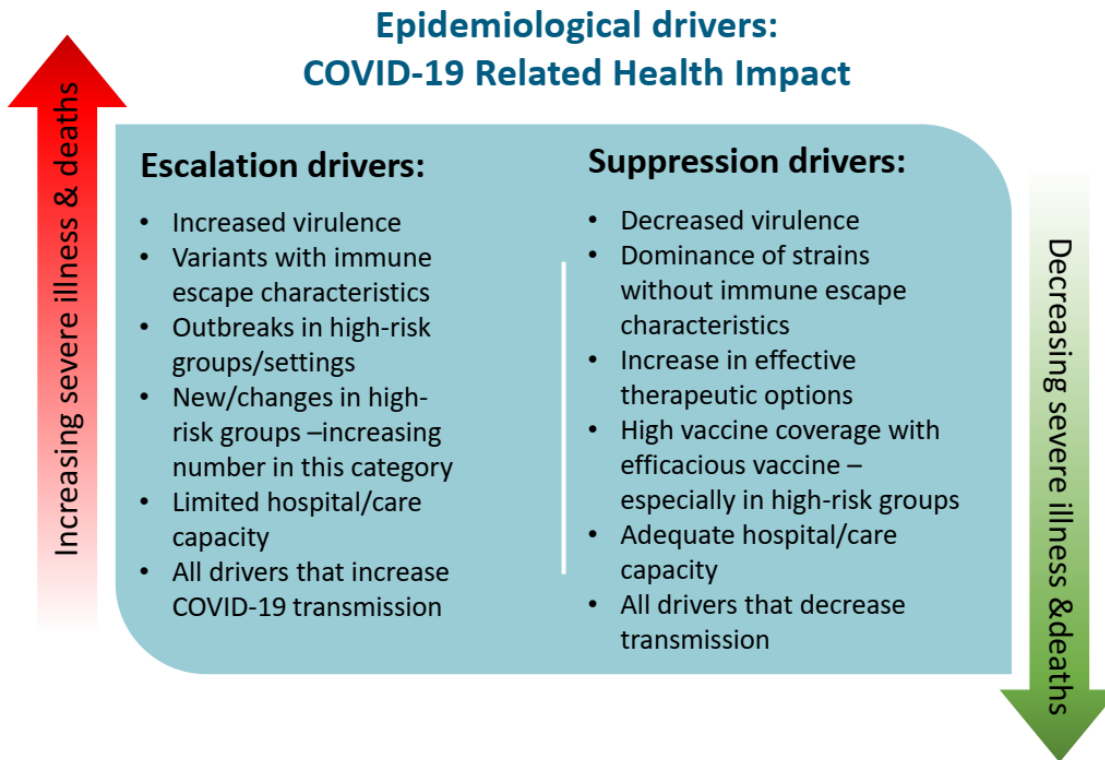 Epidemiological drivers:
COVID-19 Related Health Impact
Increasing severe illness & deaths
Escalation drivers:
• Increased virulence
• Variants with immune
escape characteristics
• Outbreaks in high-risk
groups/settings
• New/changes in high-
risk groups –increasing
number in this category
• Limited hospital/care
capacity
• All drivers that increase
COVID-19 transmission
Suppression drivers:
• Decreased virulence
• Dominance of strains
without immune escape
characteristics
• Increase in effective
therapeutic options
• High vaccine coverage with
efficacious vaccine –
especially in high-risk groups
• Adequate hospital/care
capacity
• All drivers that decrease
transmission
Decreasing severe illness &deaths